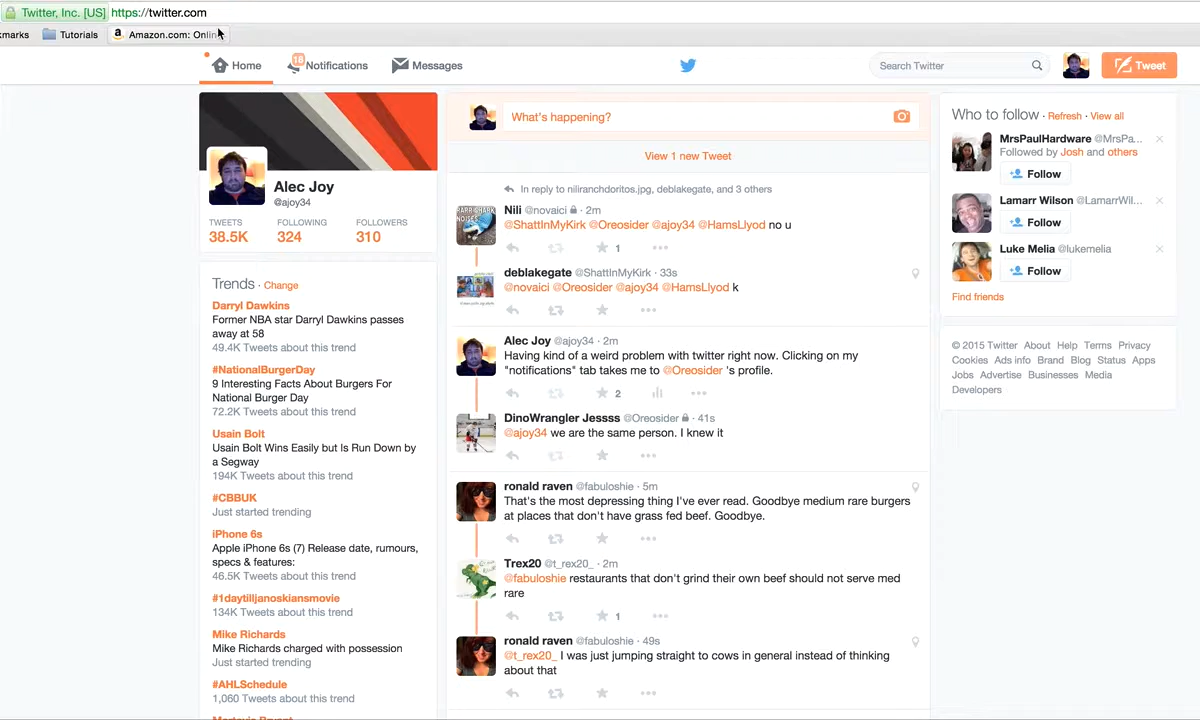 Twitter, Inc. [US] https://twitter.com
kmarks Tutorials Amazon.com: Onlin
Home 18 Notifications Messages Search Twitter Tweet
Alec Joy
@ajoy34
TWEETS FOLLOWING FOLLOWERS
38.5K 324 310
Trends · Change
Darryl Dawkins
Former NBA star Darryl Dawkins passes
away at 58
49.4K Tweets about this trend
#NationalBurgerDay
9 Interesting Facts About Burgers For
National Burger Day
72.2K Tweets about this trend
Usain Bolt
Usain Bolt Wins Easily but Is Run Down by
a Segway
194K Tweets about this trend
#CBBUK
Just started trending
iPhone 6s
Apple iPhone 6s (7) Release date, rumours,
specs & features:
46.5K Tweets about this trend
#1daytilljanoskiansmovie
134K Tweets about this trend
Mike Richards
Mike Richards charged with possession
Just started trending
#AHLSchedule
1,060 Tweets about this trend
What's happening?
View 1 new Tweet
In reply to niliranchdoritos.jpg, deblakegate, and 3 others
Nili @novaici · 2m
@ShattInMyKirk @Oreosider @ajoy34 @HamsLlyod no u
1
deblakegate @ShattInMyKirk · 33s
@novaici @Oreosider @ajoy34 @HamsLlyod k
Alec Joy @ajoy34 · 2m
Having kind of a weird problem with twitter right now. Clicking on my
"notifications" tab takes me to @Oreosider 's profile.
2
DinoWrangler Jessss @Oreosider · 41s
@ajoy34 we are the same person. I knew it
ronald raven @fabuloshie · 5m
That's the most depressing thing I've ever read. Goodbye medium rare burgers
at places that don't have grass fed beef. Goodbye.
Trex20 @t_rex20_ · 2m
@fabuloshie restaurants that don't grind their own beef should not serve med
rare
1
ronald raven @fabuloshie · 49s
@t_rex20_ I was just jumping straight to cows in general instead of thinking
about that
Who to follow · Refresh · View all
MrsPaulHardware @MrsPa...
Followed by Josh and others
Follow
Lamarr Wilson @LamarrWil...
Follow
Luke Melia @lukemelia
Follow
Find friends
© 2015 Twitter About Help Terms Privacy
Cookies Ads info Brand Blog Status Apps
Jobs Advertise Businesses Media
Developers